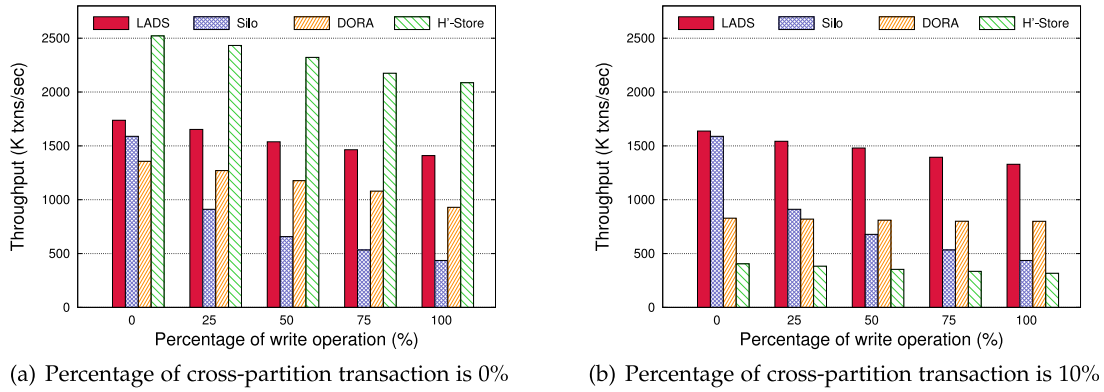 LADS Silo DORA H'-Store
2500
2000
1500
1000
500
0
Throughput (K txns/sec)
0 25 50 75 100
Percentage of write operation (%)
(a) Percentage of cross-partition transaction is 0%
LADS Silo DORA H'-Store
2500
2000
1500
1000
500
0
Throughput (K txns/sec)
0 25 50 75 100
Percentage of write operation (%)
(b) Percentage of cross-partition transaction is 10%